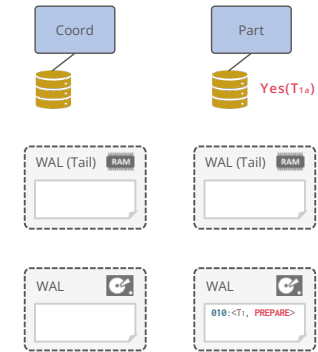 Coord
Part
Yes(T₁ₐ)
WAL (Tail) RAM
WAL (Tail) RAM
WAL
WAL
010:<T₁, PREPARE>